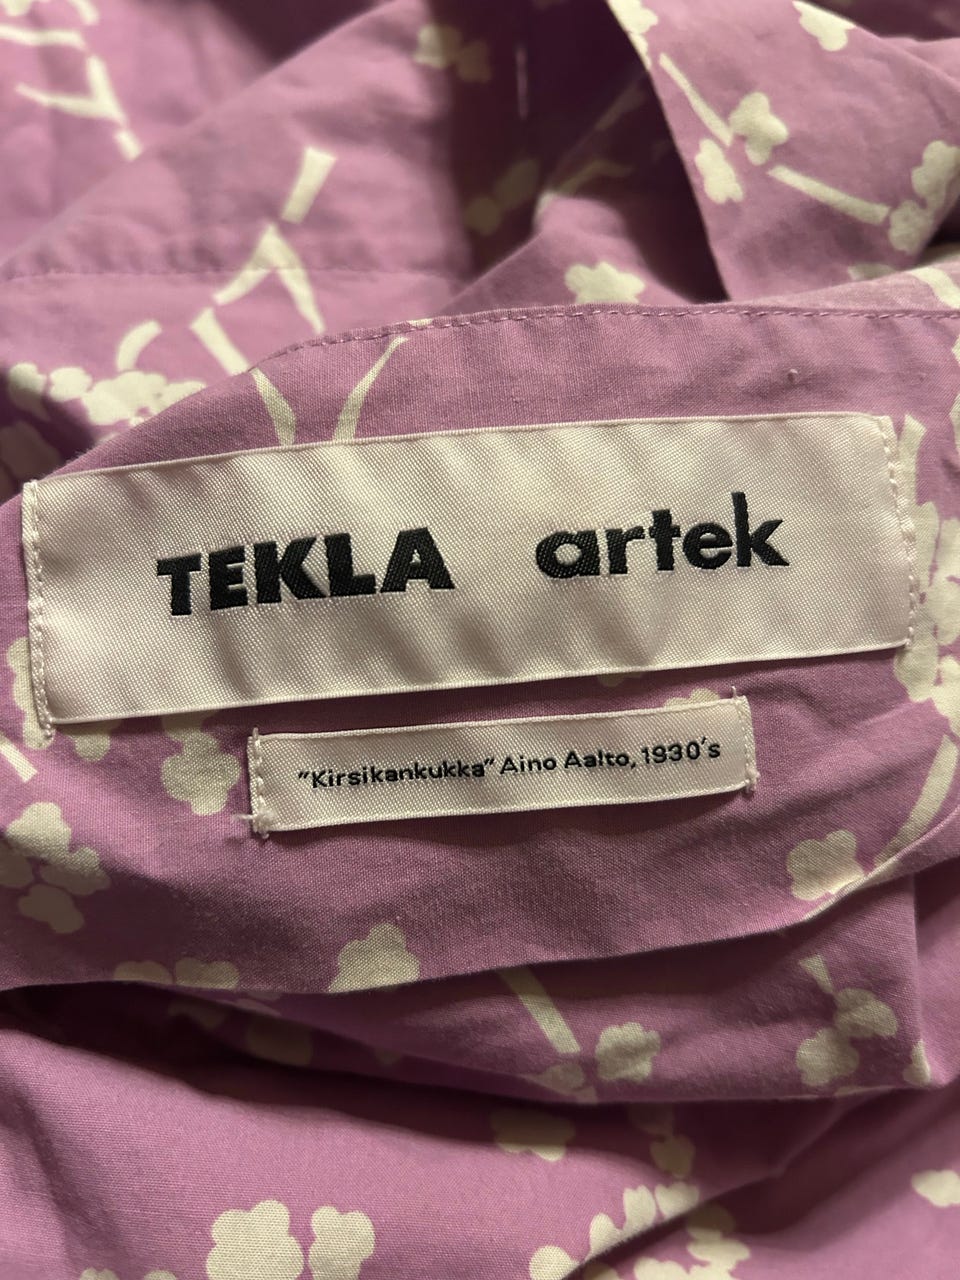 TEKLA artek
"Kirsikankukka" Aino Aalto, 1930's